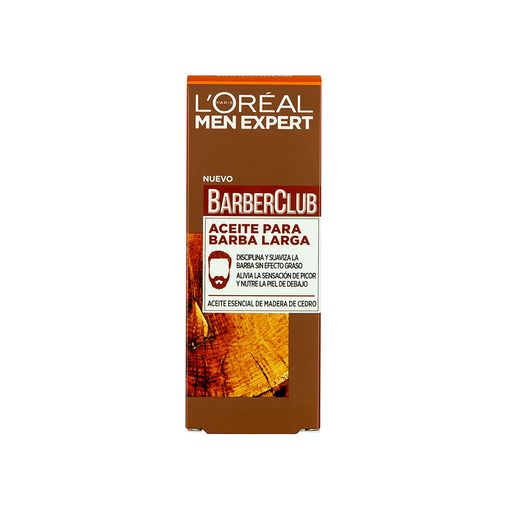 L'ORÉAL
PARIS
MEN EXPERT
NUEVO
BARBERCLUB
ACEITE PARA
BARBA LARGA
DISCIPLINA Y SUAVIZA LA
BARBA SIN EFECTO GRASO
ALIVIA LA SENSACIÓN DE PICOR
Y NUTRE LA PIEL DE DEBAJO
ACEITE ESENCIAL DE MADERA DE CEDRO